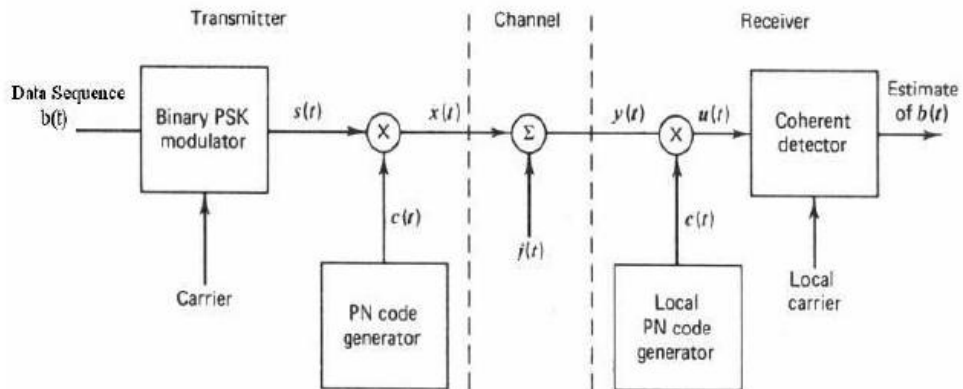 Transmitter
Channel
Receiver
Data Sequence
b(t)
Binary PSK
modulator
s(t)
X
x(t)
Σ
y(t)
X
u(t)
Coherent
detector
Estimate
of b(t)
c(t)
j(t)
c(t)
Carrier
PN code
generator
Local
PN code
generator
Local
carrier